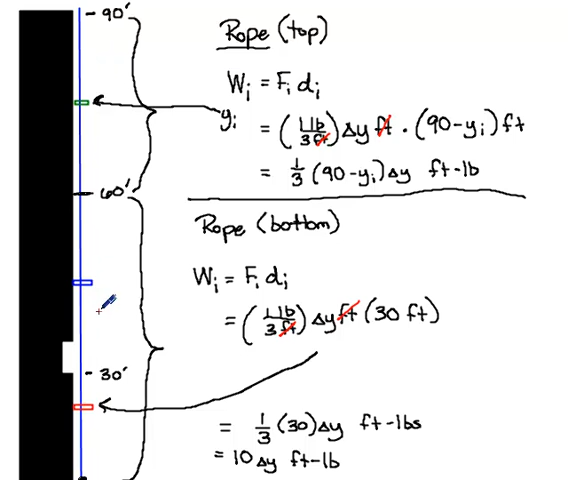 90'
60'
30'
Rope (top)
Wᵢ = Fᵢ dᵢ
yᵢ
= (1 lb / 3 ft) Δy ft · (90-yᵢ) ft
= 1/3 (90-yᵢ) Δy ft-lb
Rope (bottom)
Wᵢ = Fᵢ dᵢ
= (1 lb / 3 ft) Δy ft (30 ft)
= 1/3 (30) Δy ft-lbs
= 10 Δy ft-lb